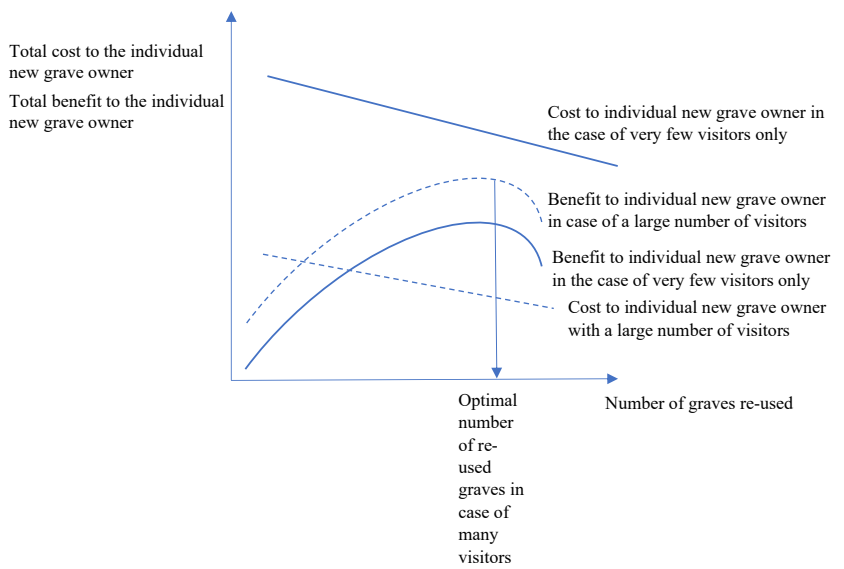 Total cost to the individual
new grave owner
Total benefit to the individual
new grave owner
Cost to individual new grave owner in
the case of very few visitors only
Benefit to individual new grave owner
in case of a large number of visitors
Benefit to individual new grave owner
in the case of very few visitors only
Cost to individual new grave owner
with a large number of visitors
Optimal
number
of re-
used
graves in
case of
many
visitors
Number of graves re-used